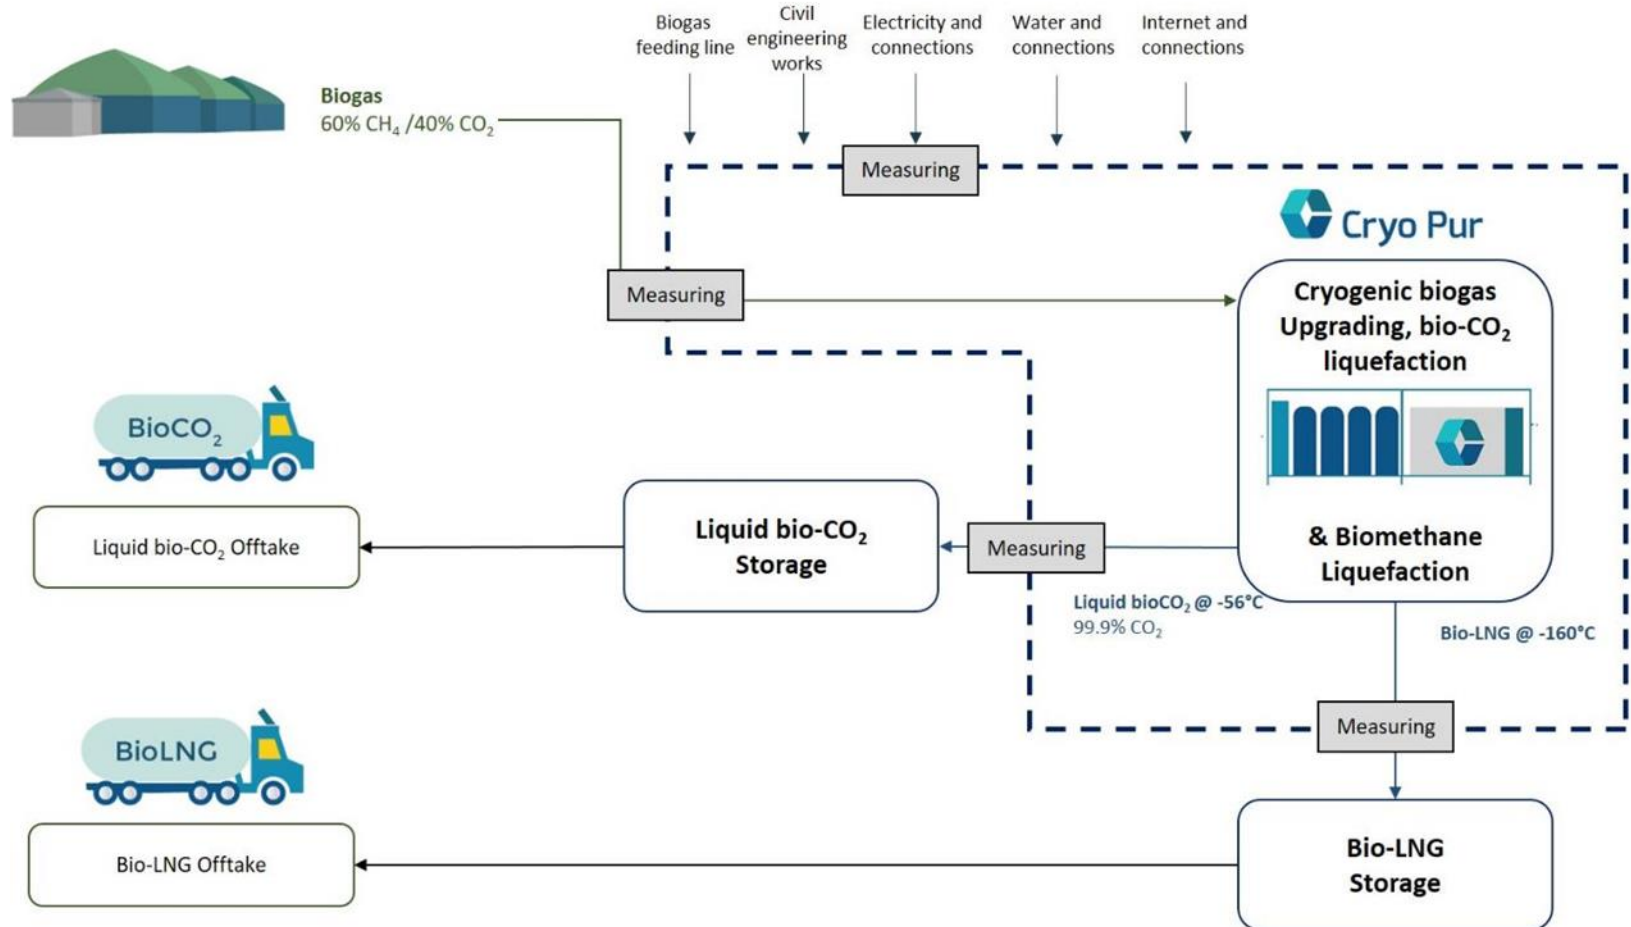 Biogas
feeding line
Civil
engineering
works
Electricity and
connections
Water and
connections
Internet and
connections
Biogas
60% CH₄ /40% CO₂
Measuring
Cryo Pur
Measuring
Cryogenic biogas
Upgrading, bio-CO₂
liquefaction
& Biomethane
Liquefaction
BioCO₂
Liquid bio-CO₂ Offtake
Liquid bio-CO₂
Storage
Measuring
Liquid bioCO₂ @ -56°C
99.9% CO₂
Bio-LNG @ -160°C
Measuring
BioLNG
Bio-LNG Offtake
Bio-LNG
Storage